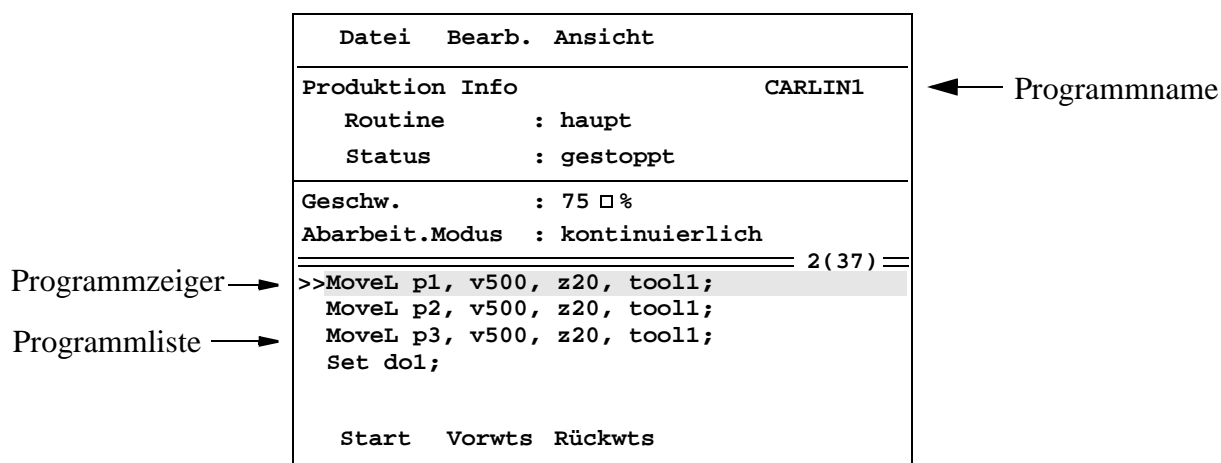 Datei Bearb. Ansicht
Produktion Info CARLIN1
Programmname
Routine : haupt
Status : gestoppt
Geschw. : 75 □ %
Abarbeit.Modus : kontinuierlich
2(37)
Programmzeiger
>>MoveL p1, v500, z20, tool1;
MoveL p2, v500, z20, tool1;
Programmliste
MoveL p3, v500, z20, tool1;
Set do1;
Start Vorwts Rückwts